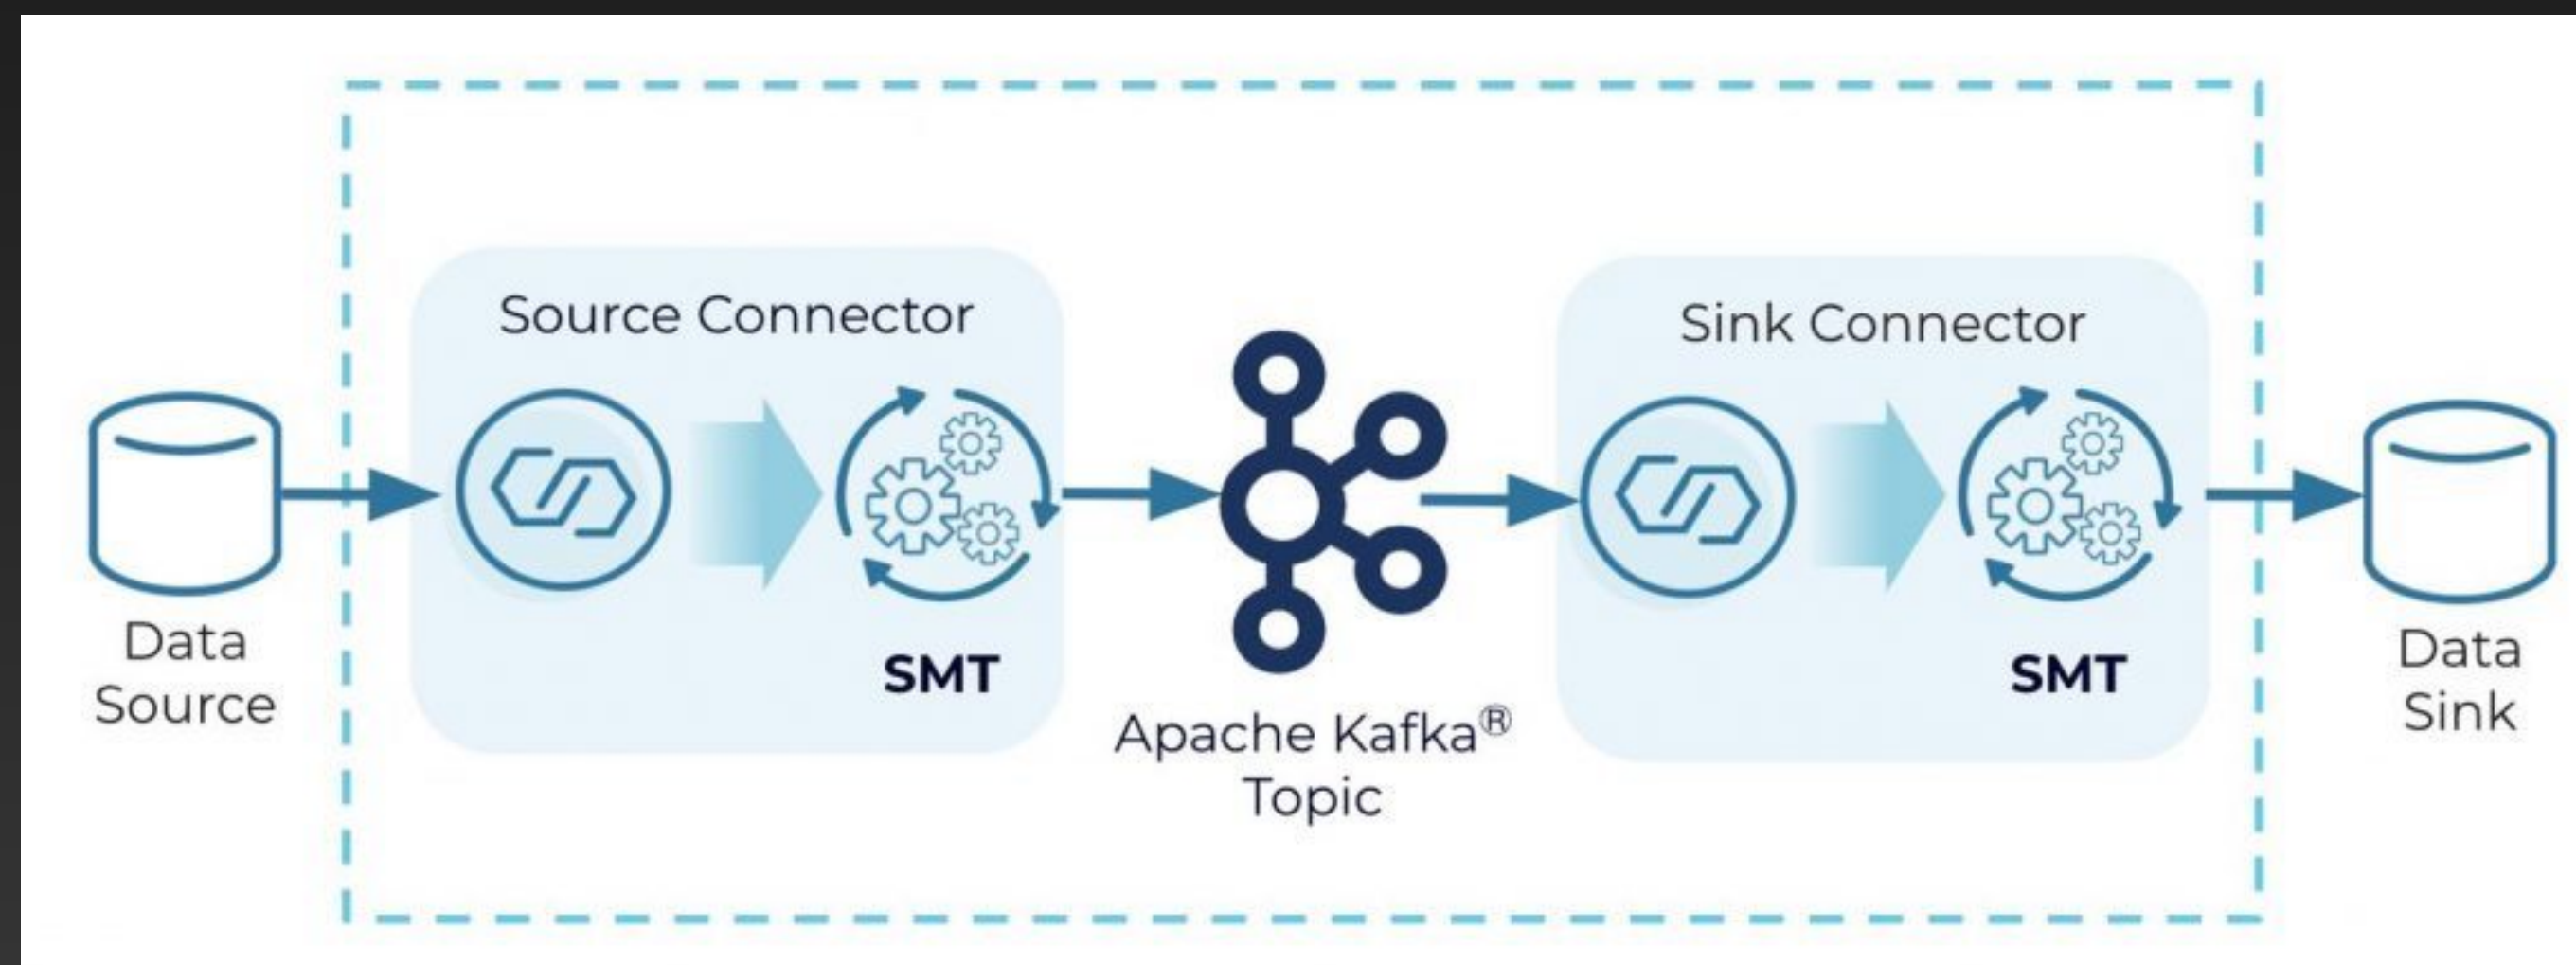 Source Connector
Sink Connector
Data
Source
SMT
Apache Kafka®
Topic
SMT
Data
Sink